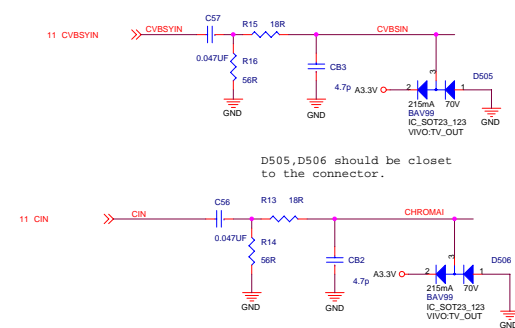 C57
R15 18R
11 CVBSYIN
CVBSYIN
CVBSIN
0.047UF
R16
56R
CB3
4.7p
A3.3V
2
3
1
D505
215mA 70V
BAV99
IC_SOT23_123
VIVO:TV_OUT
GND
GND
GND
D505,D506 should be closet
to the connector.
C56
R13 18R
11 CIN
CIN
CHROMAI
0.047UF
R14
56R
CB2
4.7p
A3.3V
2
3
1
D506
215mA 70V
BAV99
IC_SOT23_123
VIVO:TV_OUT
GND
GND
GND